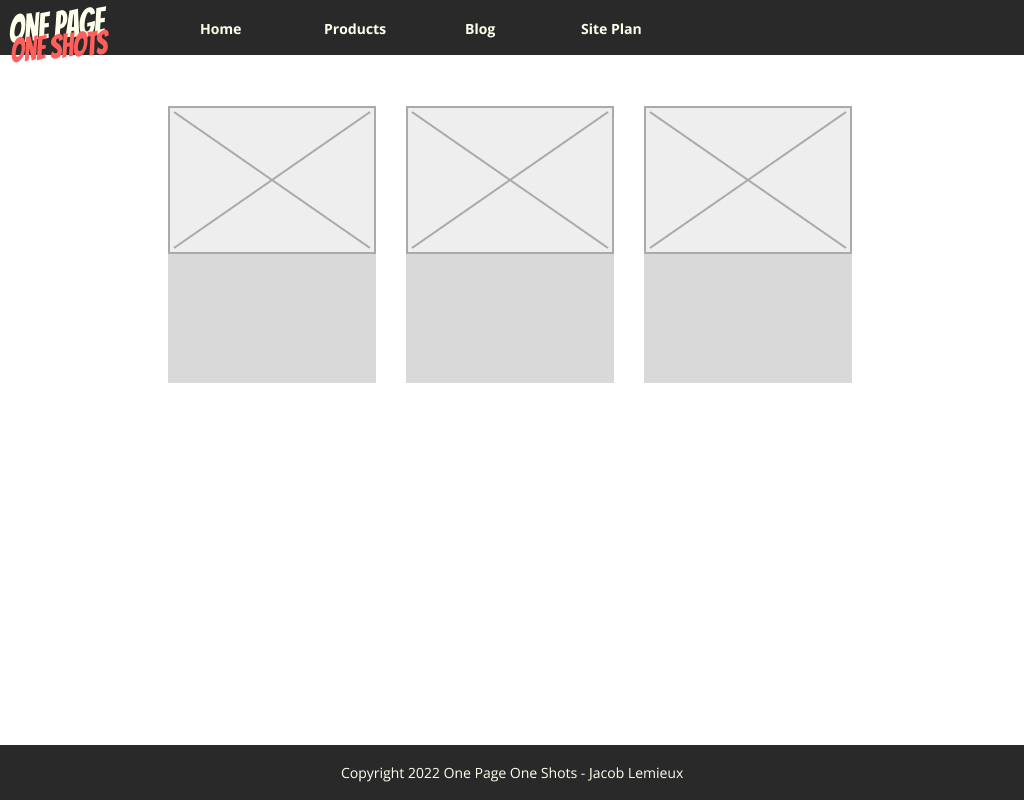 ONE PAGE
ONE SHOTS
Home Products Blog Site Plan
Copyright 2022 One Page One Shots - Jacob Lemieux